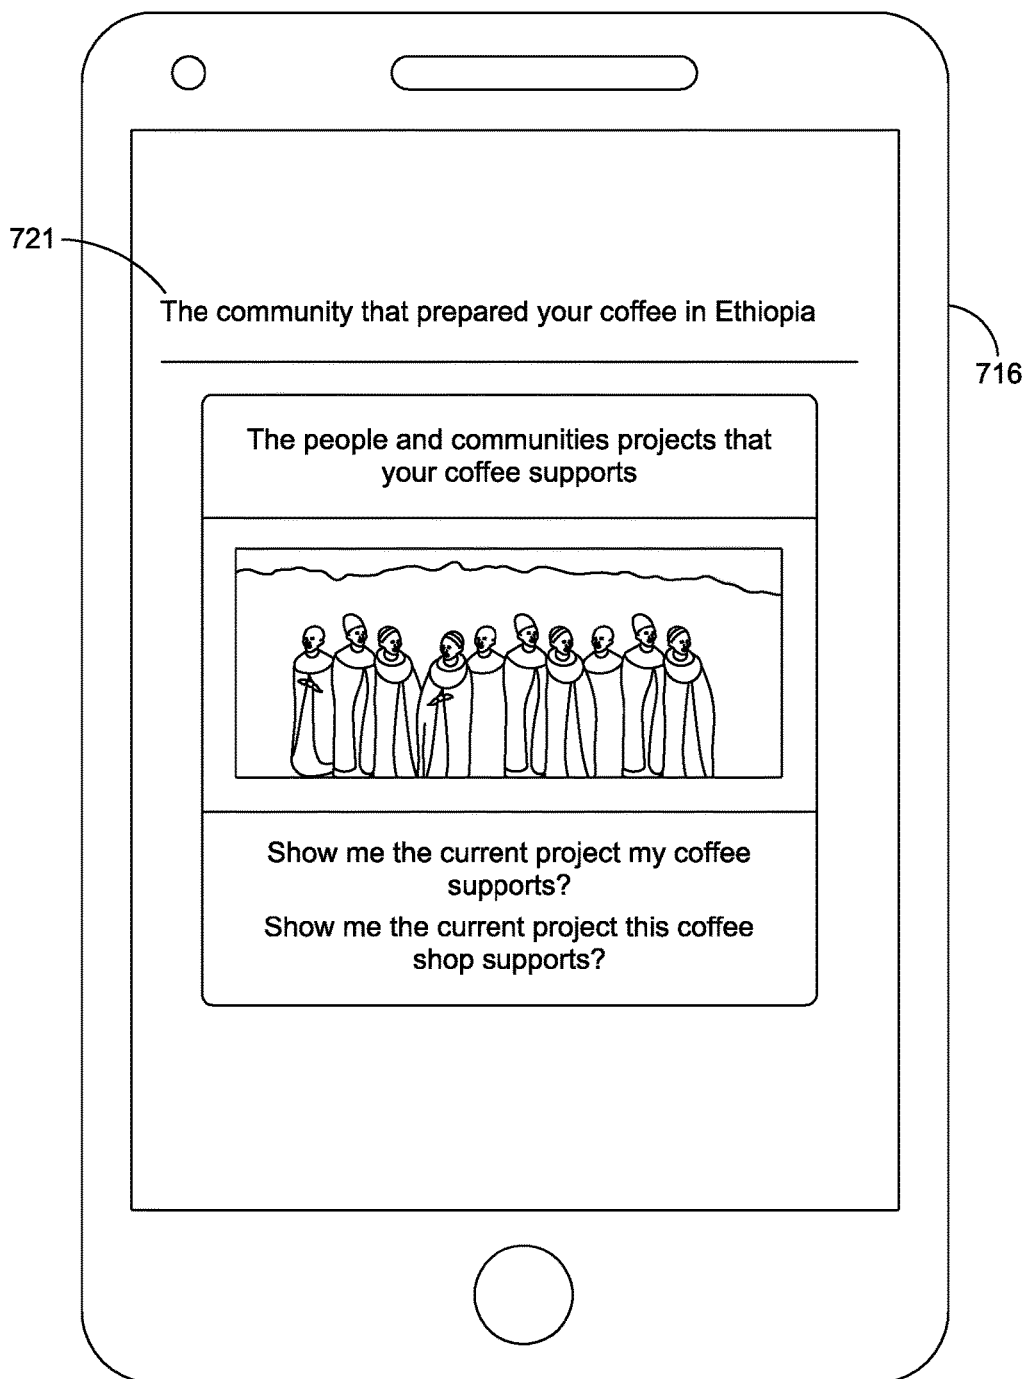 721
The community that prepared your coffee in Ethiopia
716
The people and communities projects that
your coffee supports
Show me the current project my coffee
supports?
Show me the current project this coffee
shop supports?